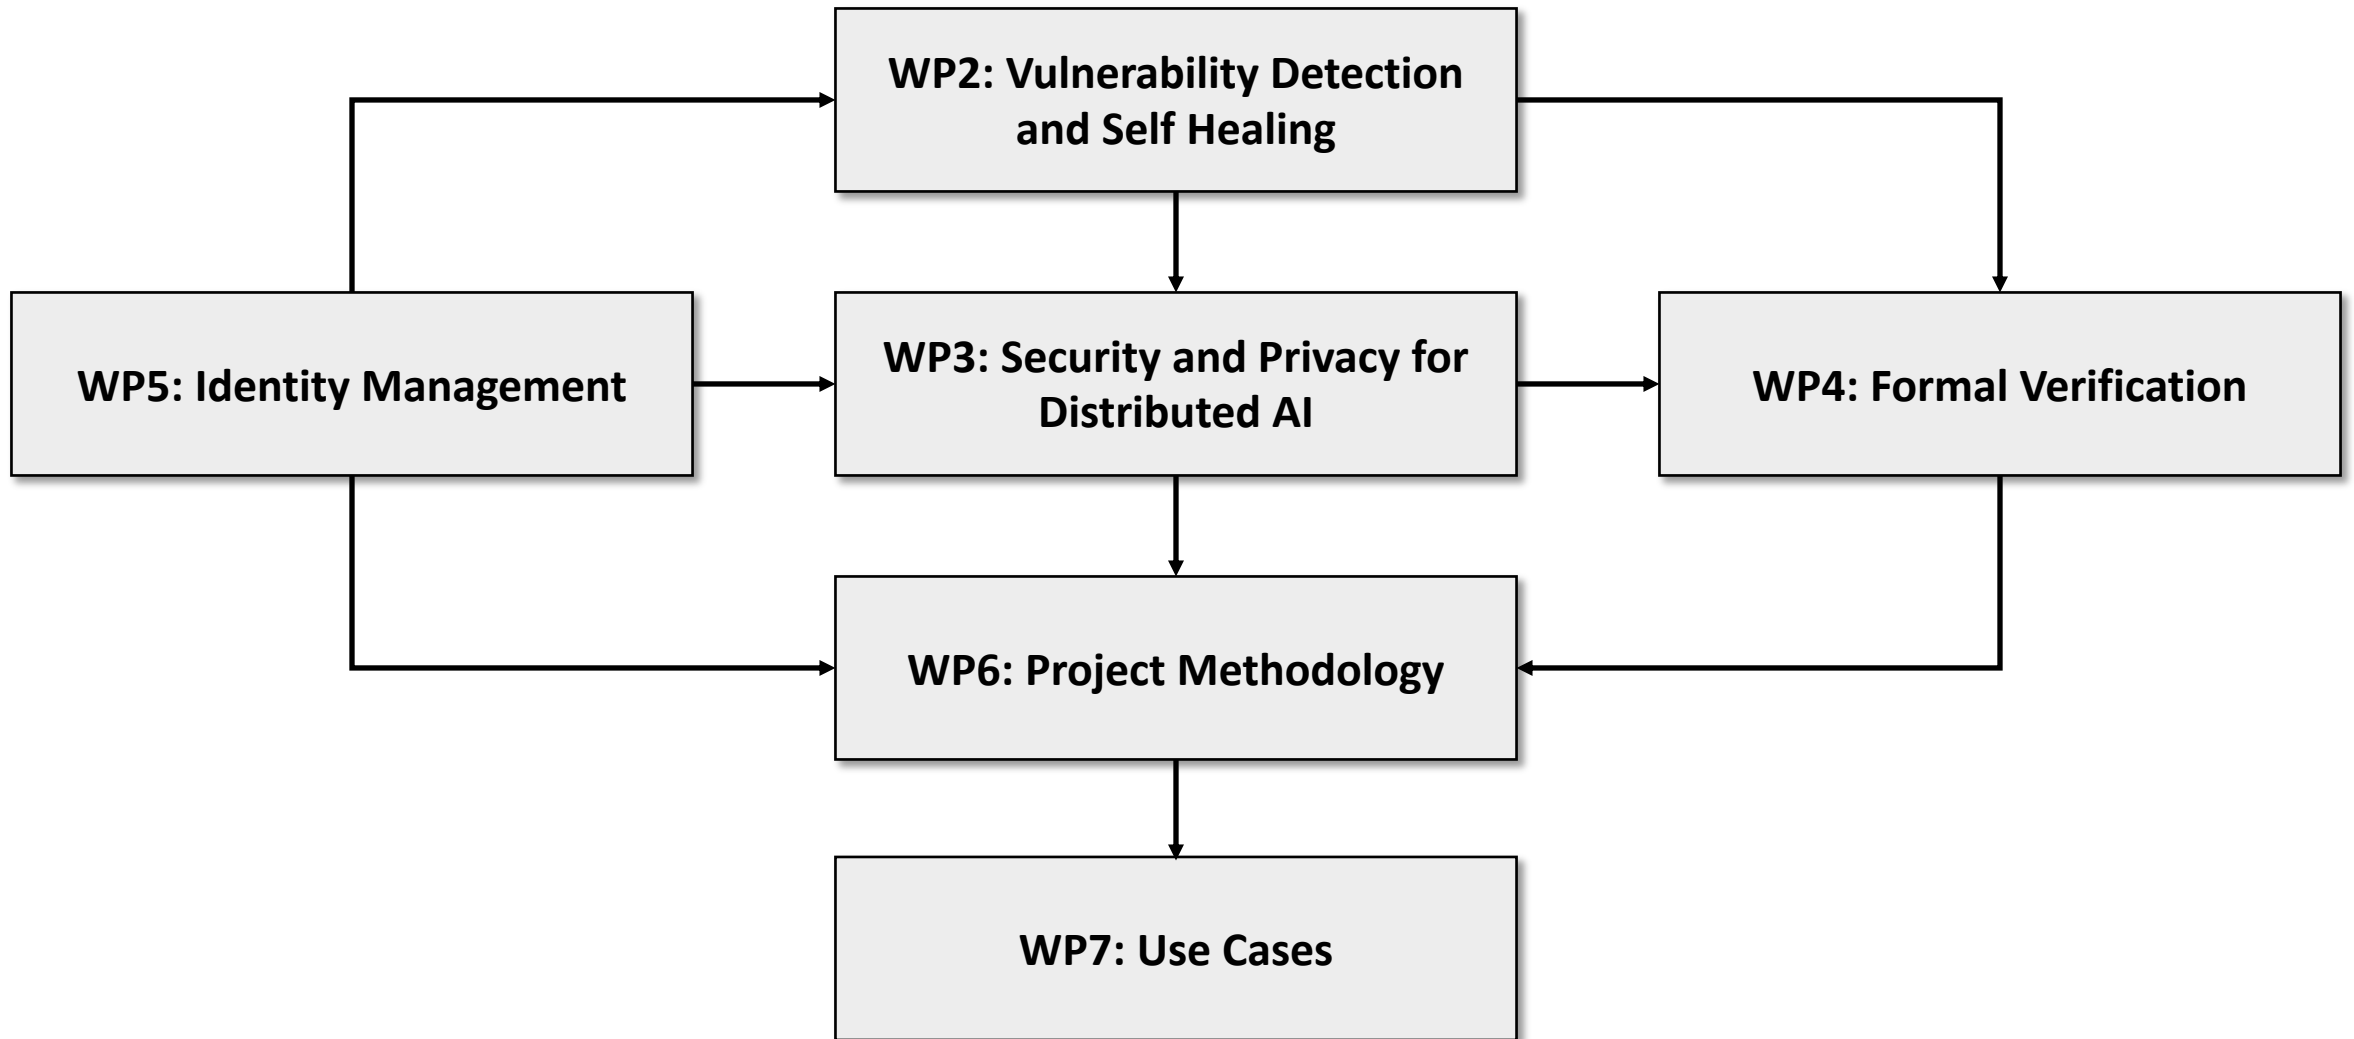 WP2: Vulnerability Detection
and Self Healing
WP5: Identity Management
WP3: Security and Privacy for
Distributed AI
WP4: Formal Verification
WP6: Project Methodology
WP7: Use Cases